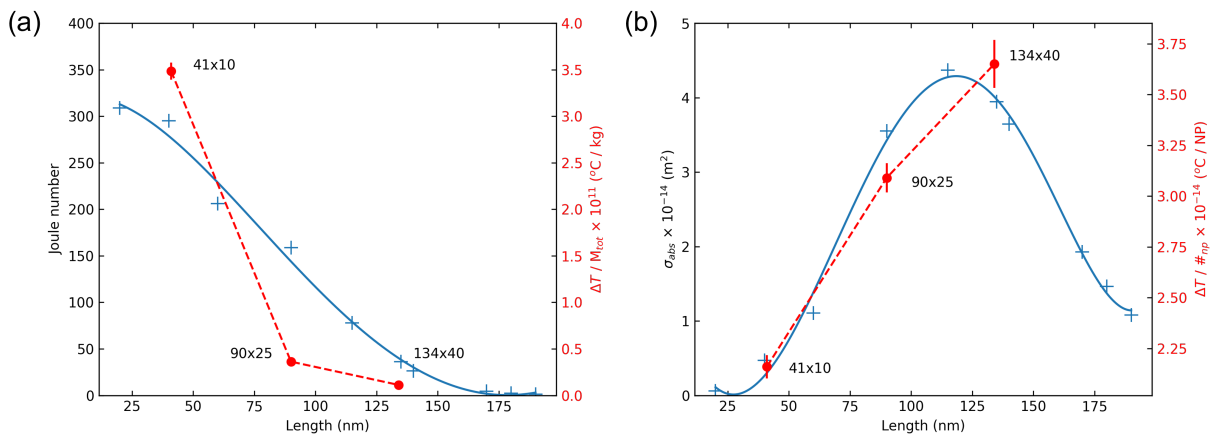 (a)
400
350
300
250
200
150
100
50
0
Joule number
41x10
90x25
134x40
4.0
3.5
3.0
2.5
2.0
1.5
1.0
0.5
0.0
ΔT / M_tot × 10^11 (°C / kg)
25 50 75 100 125 150 175
Length (nm)
(b)
5
4
3
2
1
0
σ_abs × 10^-14 (m²)
134x40
90x25
41x10
3.75
3.50
3.25
3.00
2.75
2.50
2.25
ΔT / #_np × 10^-14 (°C / NP)
25 50 75 100 125 150 175
Length (nm)